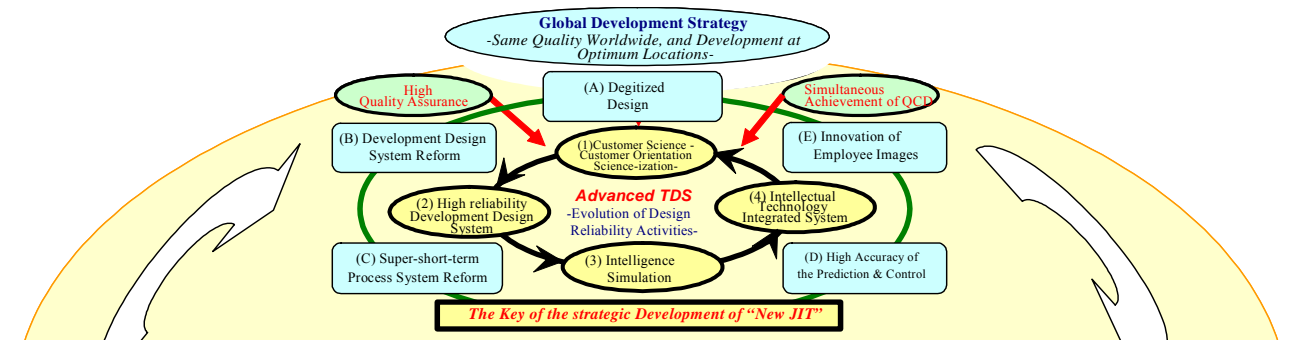 Global Development Strategy
-Same Quality Worldwide, and Development at
Optimum Locations-
High
Quality Assurance
(A) Degitized
Design
Simultaneous
Achievement of QCD
(B) Development Design
System Reform
(1)Customer Science -
Customer Orientation
Science-ization-
(E) Innovation of
Employee Images
(2) High reliability
Development Design
System
Advanced TDS
-Evolution of Design
Reliability Activities-
(4) Intellectual
Technology
Integrated System
(C) Super-short-term
Process System Reform
(3) Intelligence
Simulation
(D) High Accuracy of
the Prediction & Control
The Key of the strategic Development of “New JIT”